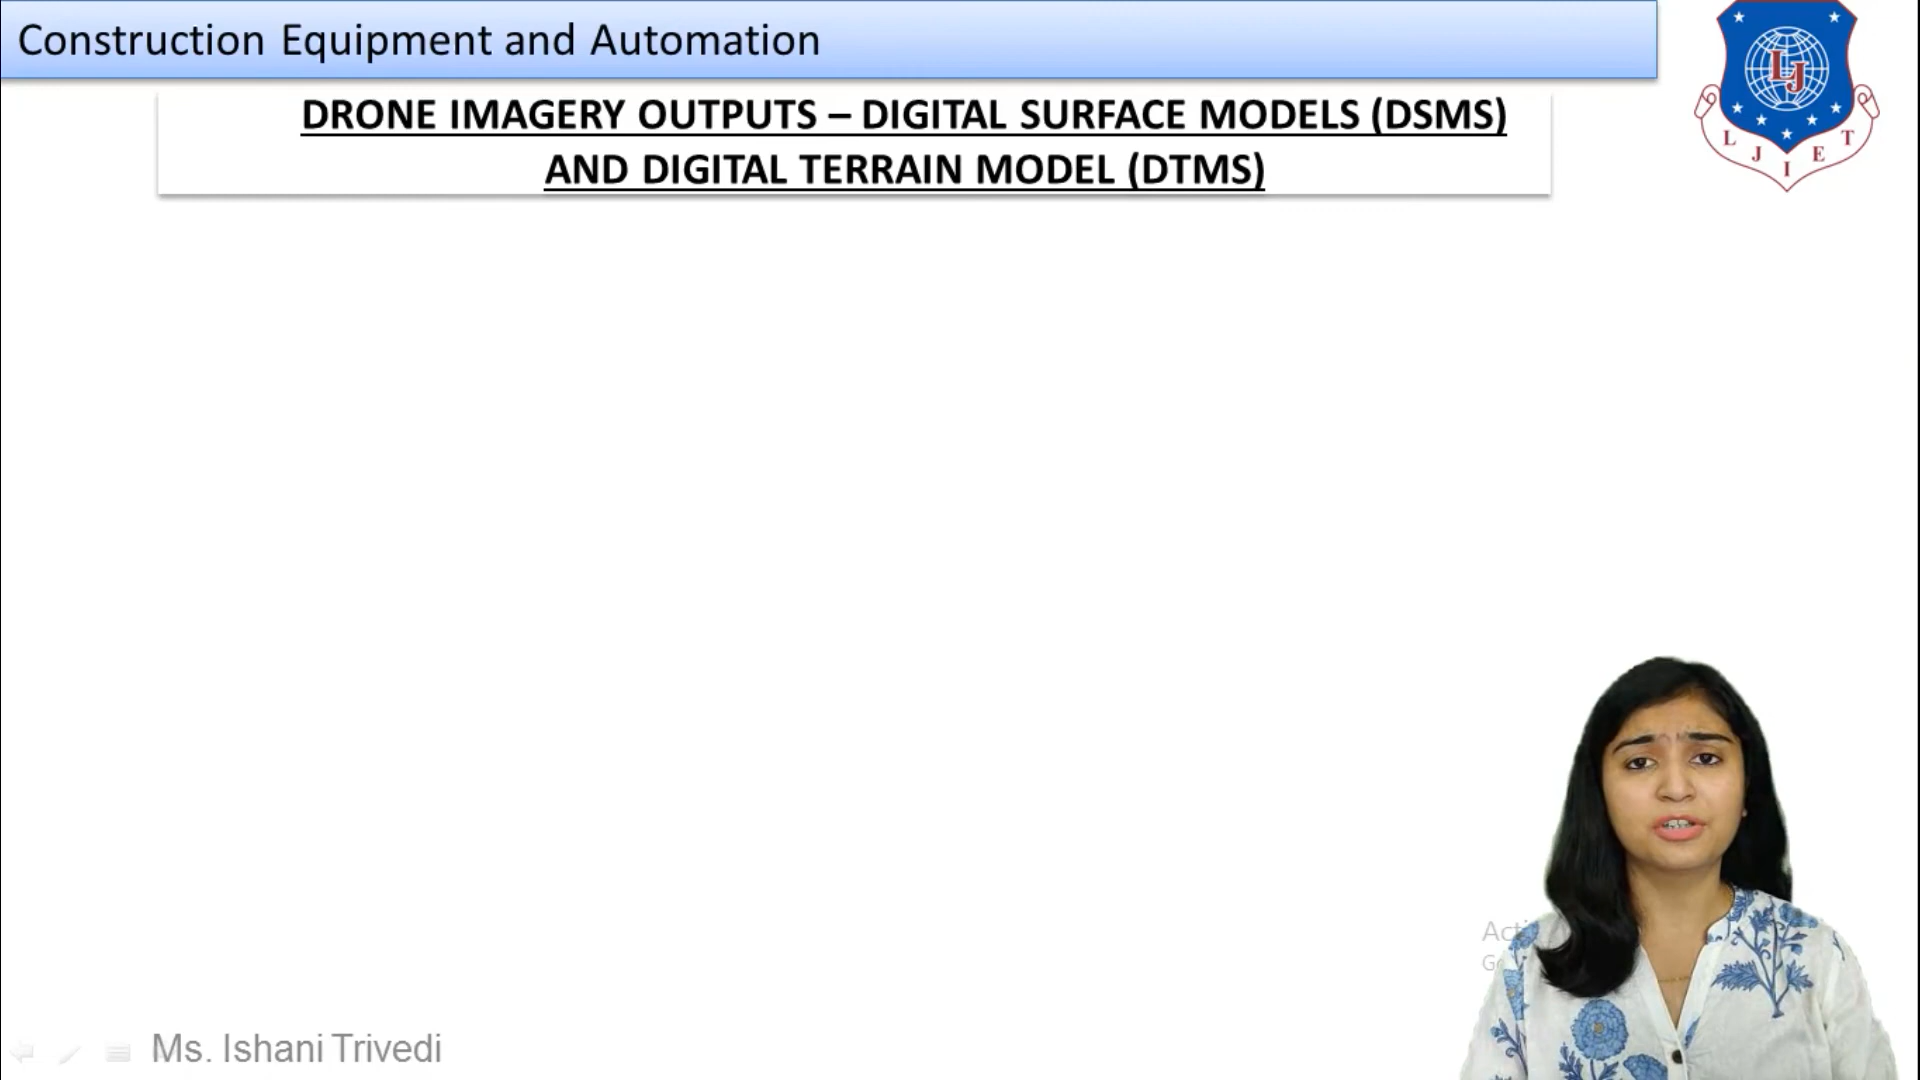 Construction Equipment and Automation
DRONE IMAGERY OUTPUTS – DIGITAL SURFACE MODELS (DSMS)
AND DIGITAL TERRAIN MODEL (DTMS)
LJ
L J I E T
Ms. Ishani Trivedi